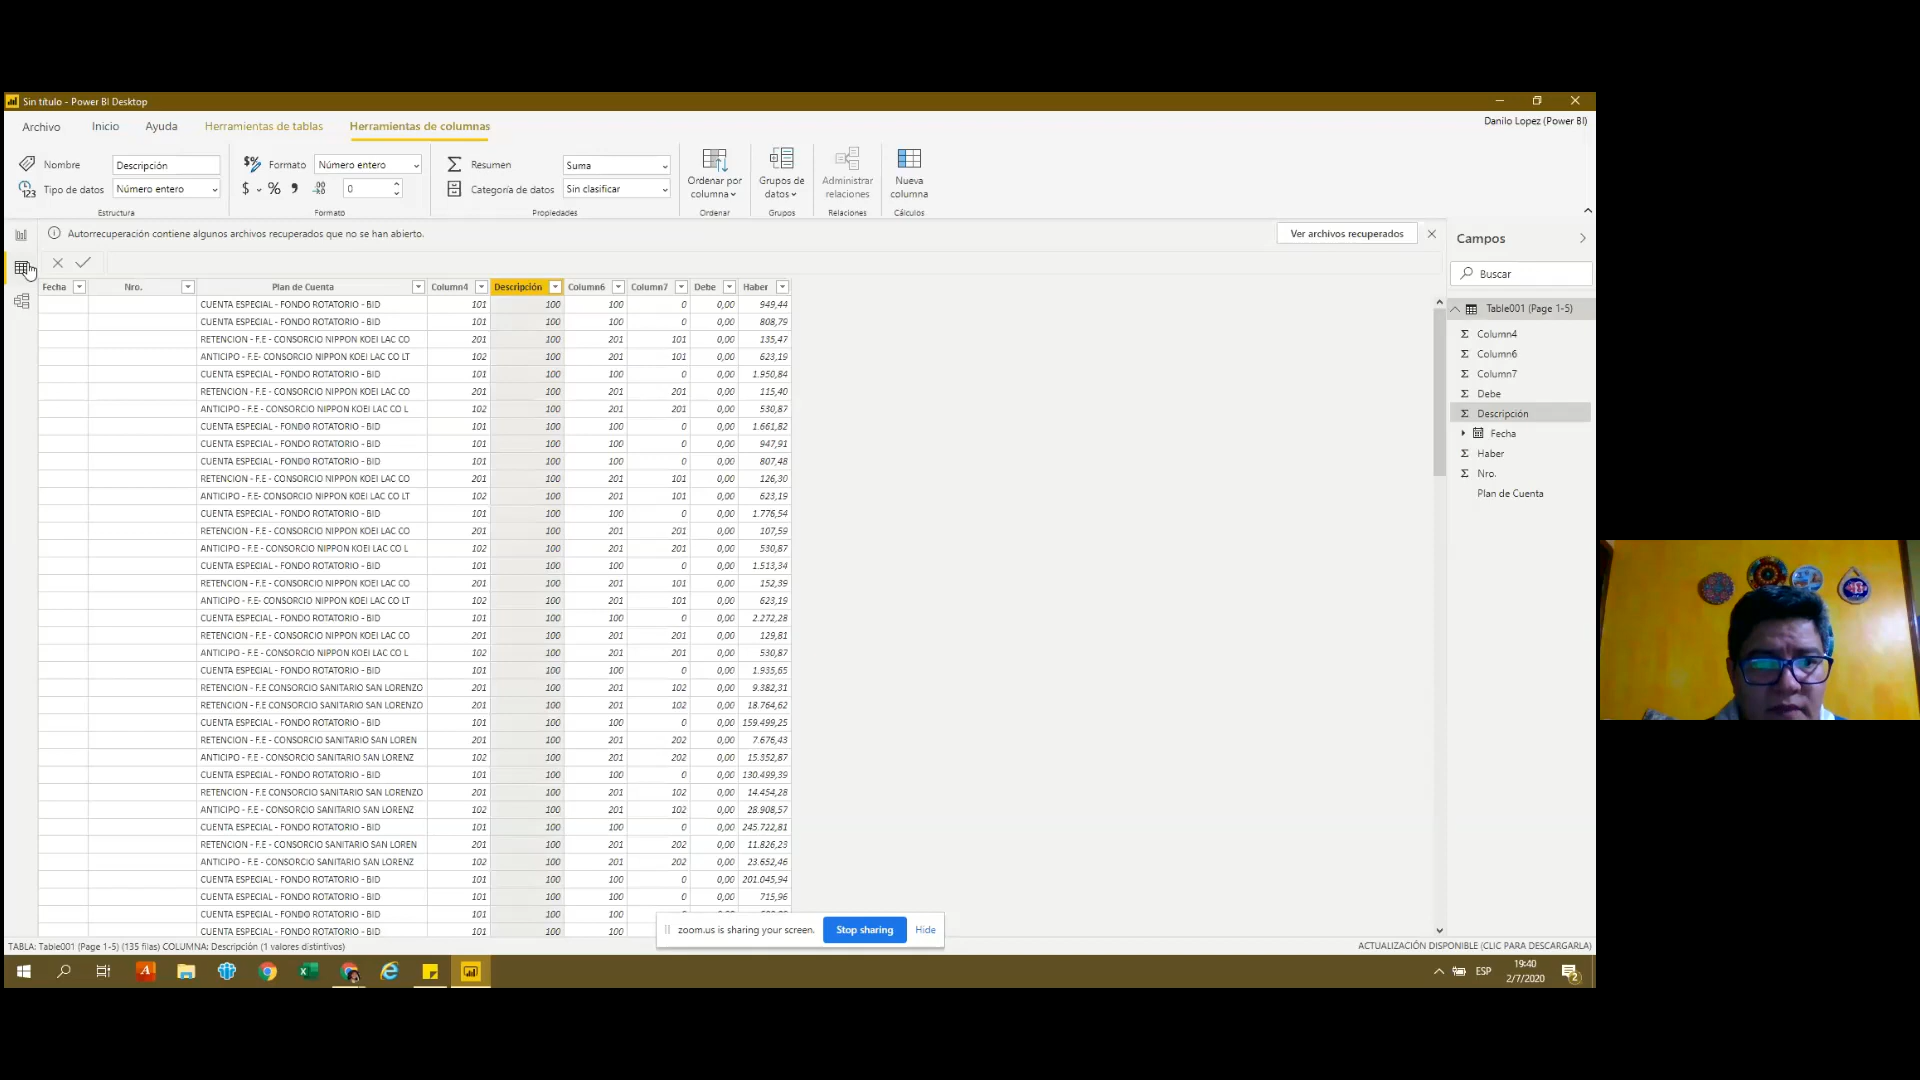 Sin título - Power BI Desktop
Archivo Inicio Ayuda Herramientas de tablas Herramientas de columnas
Danilo Lopez (Power BI)
Nombre Descripción Formato Número entero Resumen Suma
Tipo de datos Número entero $ % 0 Categoría de datos Sin clasificar
Ordenar por columna Grupos de datos Administrar relaciones Nueva columna
Estructura Formato Propiedades Ordenar Grupos Relaciones Cálculos
Autorrecuperación contiene algunos archivos recuperados que no se han abierto. Ver archivos recuperados
Campos
Buscar
Table001 (Page 1-5)
Column4
Column6
Column7
Debe
Descripción
Fecha
Haber
Nro.
Plan de Cuenta
Fecha Nro. Plan de Cuenta Column4 Descripción Column6 Column7 Debe Haber
CUENTA ESPECIAL - FONDO ROTATORIO - BID 101 100 100 0 0,00 949,44
CUENTA ESPECIAL - FONDO ROTATORIO - BID 101 100 100 0 0,00 808,79
RETENCION - F.E - CONSORCIO NIPPON KOEI LAC CO 201 100 201 101 0,00 135,47
ANTICIPO - F.E- CONSORCIO NIPPON KOEI LAC CO LT 102 100 201 101 0,00 623,19
CUENTA ESPECIAL - FONDO ROTATORIO - BID 101 100 100 0 0,00 1.950,84
RETENCION - F.E - CONSORCIO NIPPON KOEI LAC CO 201 100 201 201 0,00 115,40
ANTICIPO - F.E - CONSORCIO NIPPON KOEI LAC CO L 102 100 201 201 0,00 530,87
CUENTA ESPECIAL - FONDO ROTATORIO - BID 101 100 100 0 0,00 1.661,82
CUENTA ESPECIAL - FONDO ROTATORIO - BID 101 100 100 0 0,00 947,91
CUENTA ESPECIAL - FONDO ROTATORIO - BID 101 100 100 0 0,00 807,48
RETENCION - F.E - CONSORCIO NIPPON KOEI LAC CO 201 100 201 101 0,00 126,30
ANTICIPO - F.E- CONSORCIO NIPPON KOEI LAC CO LT 102 100 201 101 0,00 623,19
CUENTA ESPECIAL - FONDO ROTATORIO - BID 101 100 100 0 0,00 1.776,54
RETENCION - F.E - CONSORCIO NIPPON KOEI LAC CO 201 100 201 201 0,00 107,59
ANTICIPO - F.E - CONSORCIO NIPPON KOEI LAC CO L 102 100 201 201 0,00 530,87
CUENTA ESPECIAL - FONDO ROTATORIO - BID 101 100 100 0 0,00 1.513,34
RETENCION - F.E - CONSORCIO NIPPON KOEI LAC CO 201 100 201 101 0,00 152,39
ANTICIPO - F.E- CONSORCIO NIPPON KOEI LAC CO LT 102 100 201 101 0,00 623,19
CUENTA ESPECIAL - FONDO ROTATORIO - BID 101 100 100 0 0,00 2.272,28
RETENCION - F.E - CONSORCIO NIPPON KOEI LAC CO 201 100 201 201 0,00 129,81
ANTICIPO - F.E - CONSORCIO NIPPON KOEI LAC CO L 102 100 201 201 0,00 530,87
CUENTA ESPECIAL - FONDO ROTATORIO - BID 101 100 100 0 0,00 1.935,65
RETENCION - F.E CONSORCIO SANITARIO SAN LORENZO 201 100 201 102 0,00 9.382,31
RETENCION - F.E CONSORCIO SANITARIO SAN LORENZO 201 100 201 102 0,00 18.764,62
CUENTA ESPECIAL - FONDO ROTATORIO - BID 101 100 100 0 0,00 159.499,25
RETENCION - F.E - CONSORCIO SANITARIO SAN LOREN 201 100 201 202 0,00 7.676,43
ANTICIPO - F.E - CONSORCIO SANITARIO SAN LORENZ 102 100 201 202 0,00 15.352,87
CUENTA ESPECIAL - FONDO ROTATORIO - BID 101 100 100 0 0,00 130.499,39
RETENCION - F.E CONSORCIO SANITARIO SAN LORENZO 201 100 201 102 0,00 14.454,28
ANTICIPO - F.E - CONSORCIO SANITARIO SAN LORENZ 102 100 201 102 0,00 28.908,57
CUENTA ESPECIAL - FONDO ROTATORIO - BID 101 100 100 0 0,00 245.722,81
RETENCION - F.E - CONSORCIO SANITARIO SAN LOREN 201 100 201 202 0,00 11.826,23
ANTICIPO - F.E - CONSORCIO SANITARIO SAN LORENZ 102 100 201 202 0,00 23.652,46
CUENTA ESPECIAL - FONDO ROTATORIO - BID 101 100 100 0 0,00 201.045,94
CUENTA ESPECIAL - FONDO ROTATORIO - BID 101 100 100 0 0,00 715,96
CUENTA ESPECIAL - FONDO ROTATORIO - BID 101 100 100
CUENTA ESPECIAL - FONDO ROTATORIO - BID 101 100 100
zoom.us is sharing your screen. Stop sharing Hide
TABLA: Table001 (Page 1-5) (135 filas) COLUMNA: Descripción (1 valores distintivos) ACTUALIZACIÓN DISPONIBLE (CLIC PARA DESCARGARLA)
ESP 19:40
2/7/2020 2